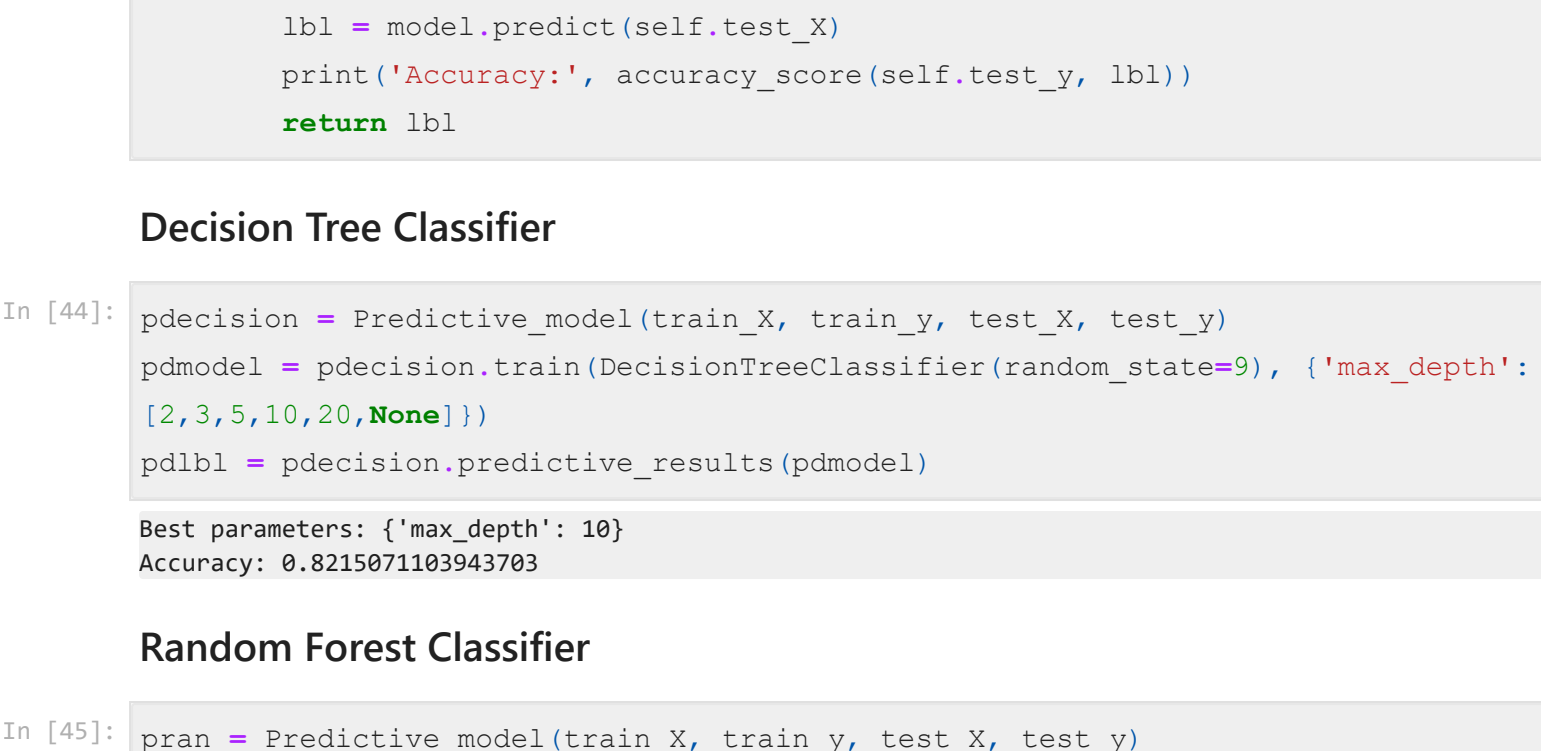 lbl = model.predict(self.test_X)
print('Accuracy:', accuracy_score(self.test_y, lbl))
return lbl
Decision Tree Classifier
In [44]:
pdecision = Predictive_model(train_X, train_y, test_X, test_y)
pdmodel = pdecision.train(DecisionTreeClassifier(random_state=9), {'max_depth':
[2,3,5,10,20,None]})
pdlbl = pdecision.predictive_results(pdmodel)
Best parameters: {'max_depth': 10}
Accuracy: 0.8215071103943703
Random Forest Classifier
In [45]:
pran = Predictive_model(train_X, train_y, test_X, test_y)